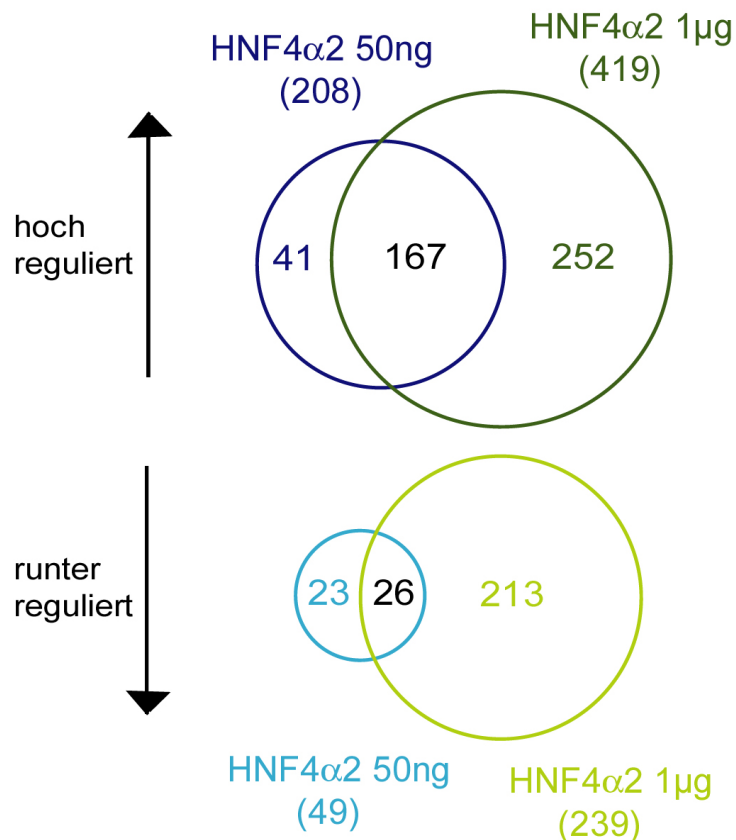 HNF4α2 50ng
(208)
HNF4α2 1µg
(419)
hoch
reguliert
41
167
252
runter
reguliert
23
26
213
HNF4α2 50ng
(49)
HNF4α2 1µg
(239)